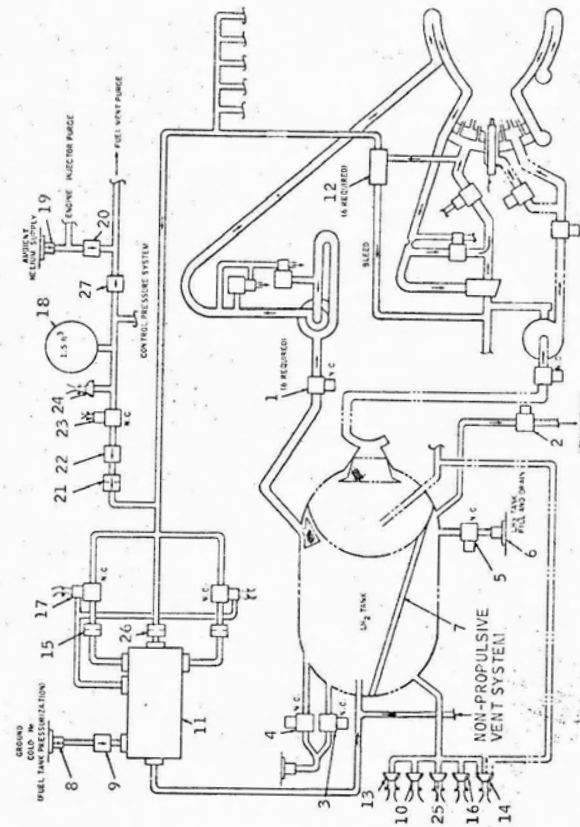 GROUND
COLD He
(FUEL TANK PRESSURIZATION)
8
9
11
15
17
N.C.
26
N.C.
21
22
23
N.C.
24
18
1.5 ft³
CONTROL PRESSURE SYSTEM
27
AMBIENT
HELIUM SUPPLY
19
ENGINE INJECTOR PURGE
20
FUEL VENT PURGE
13
10
25
16
14
4
N.C.
3
N.C.
LH₂ TANK
7
NON-PROPULSIVE
VENT SYSTEM
5
N.C.
6
LH2 TANK
FILL AND DRAIN
2
1
(6 REQUIRED)
N.C.
12
(6 REQUIRED)
BLEED